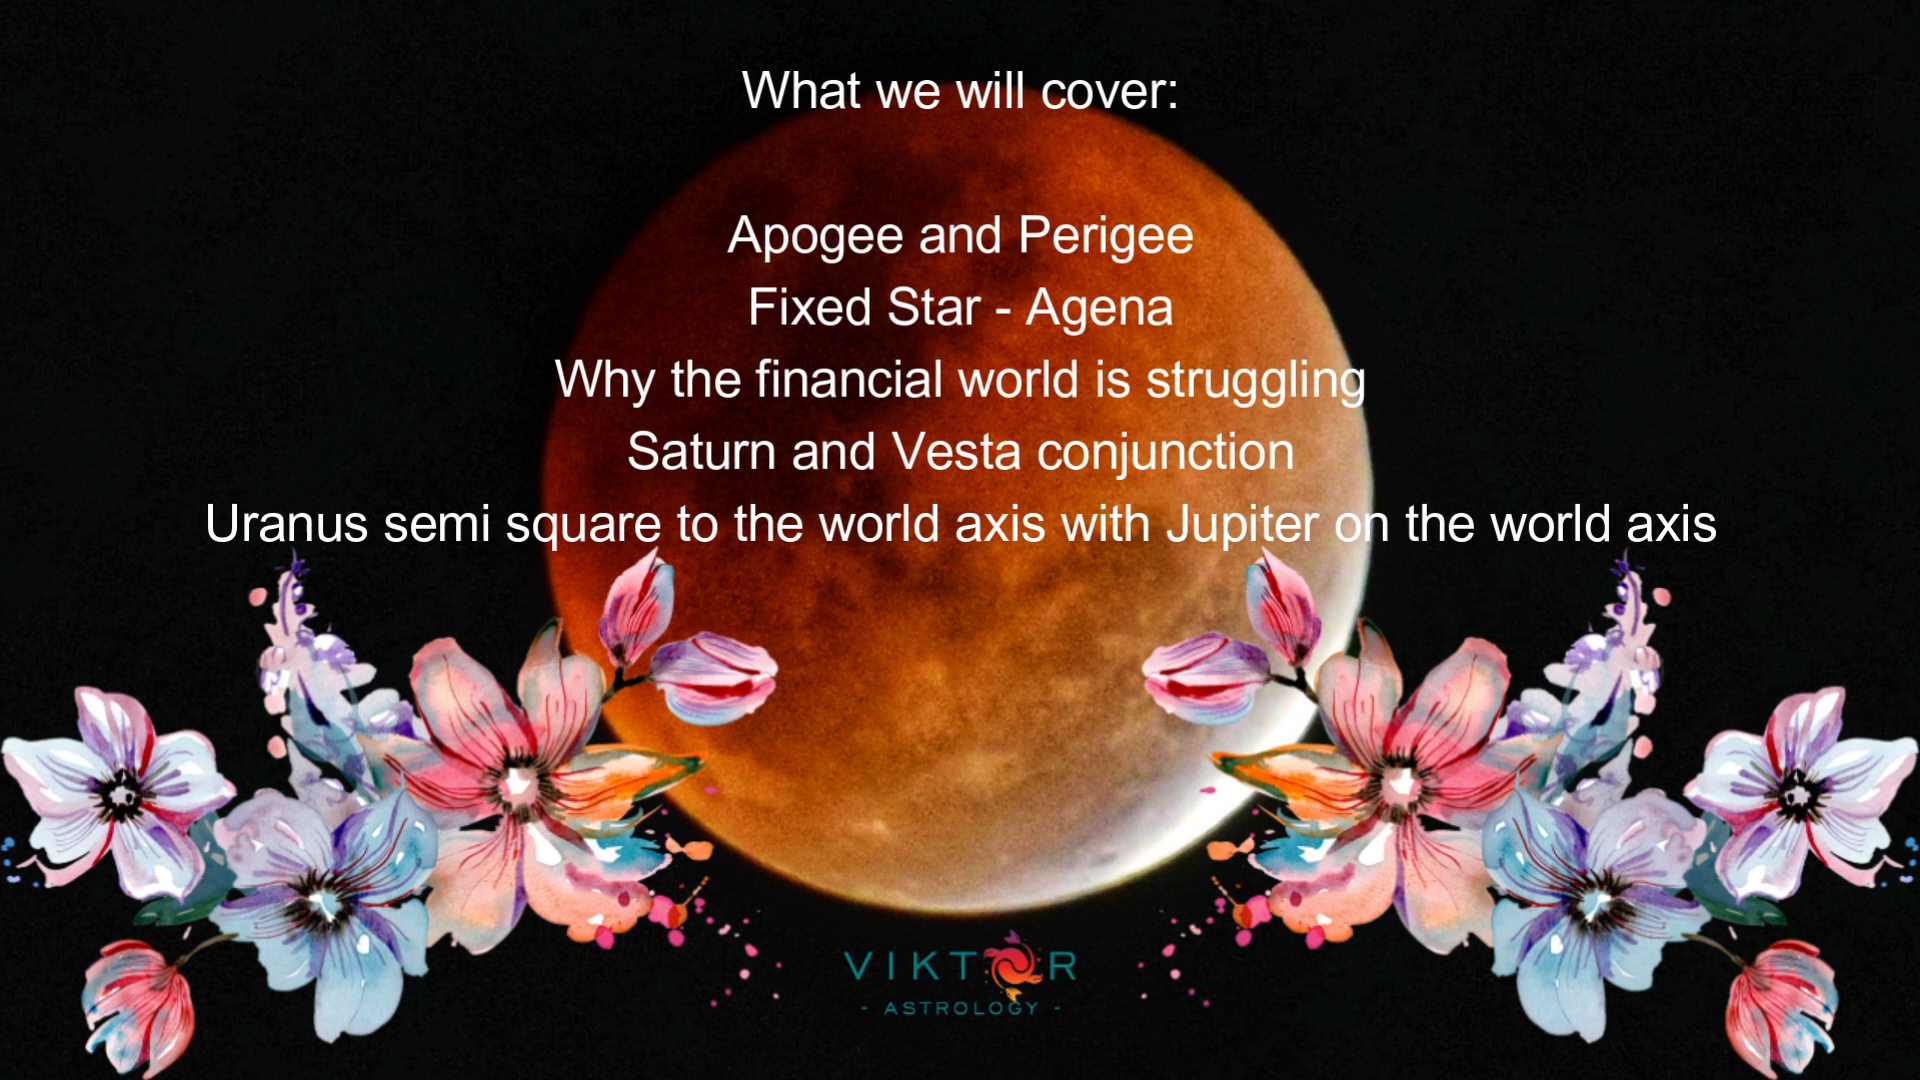 What we will cover:
Apogee and Perigee
Fixed Star - Agena
Why the financial world is struggling
Saturn and Vesta conjunction
Uranus semi square to the world axis with Jupiter on the world axis
VIKTOR
- ASTROLOGY -